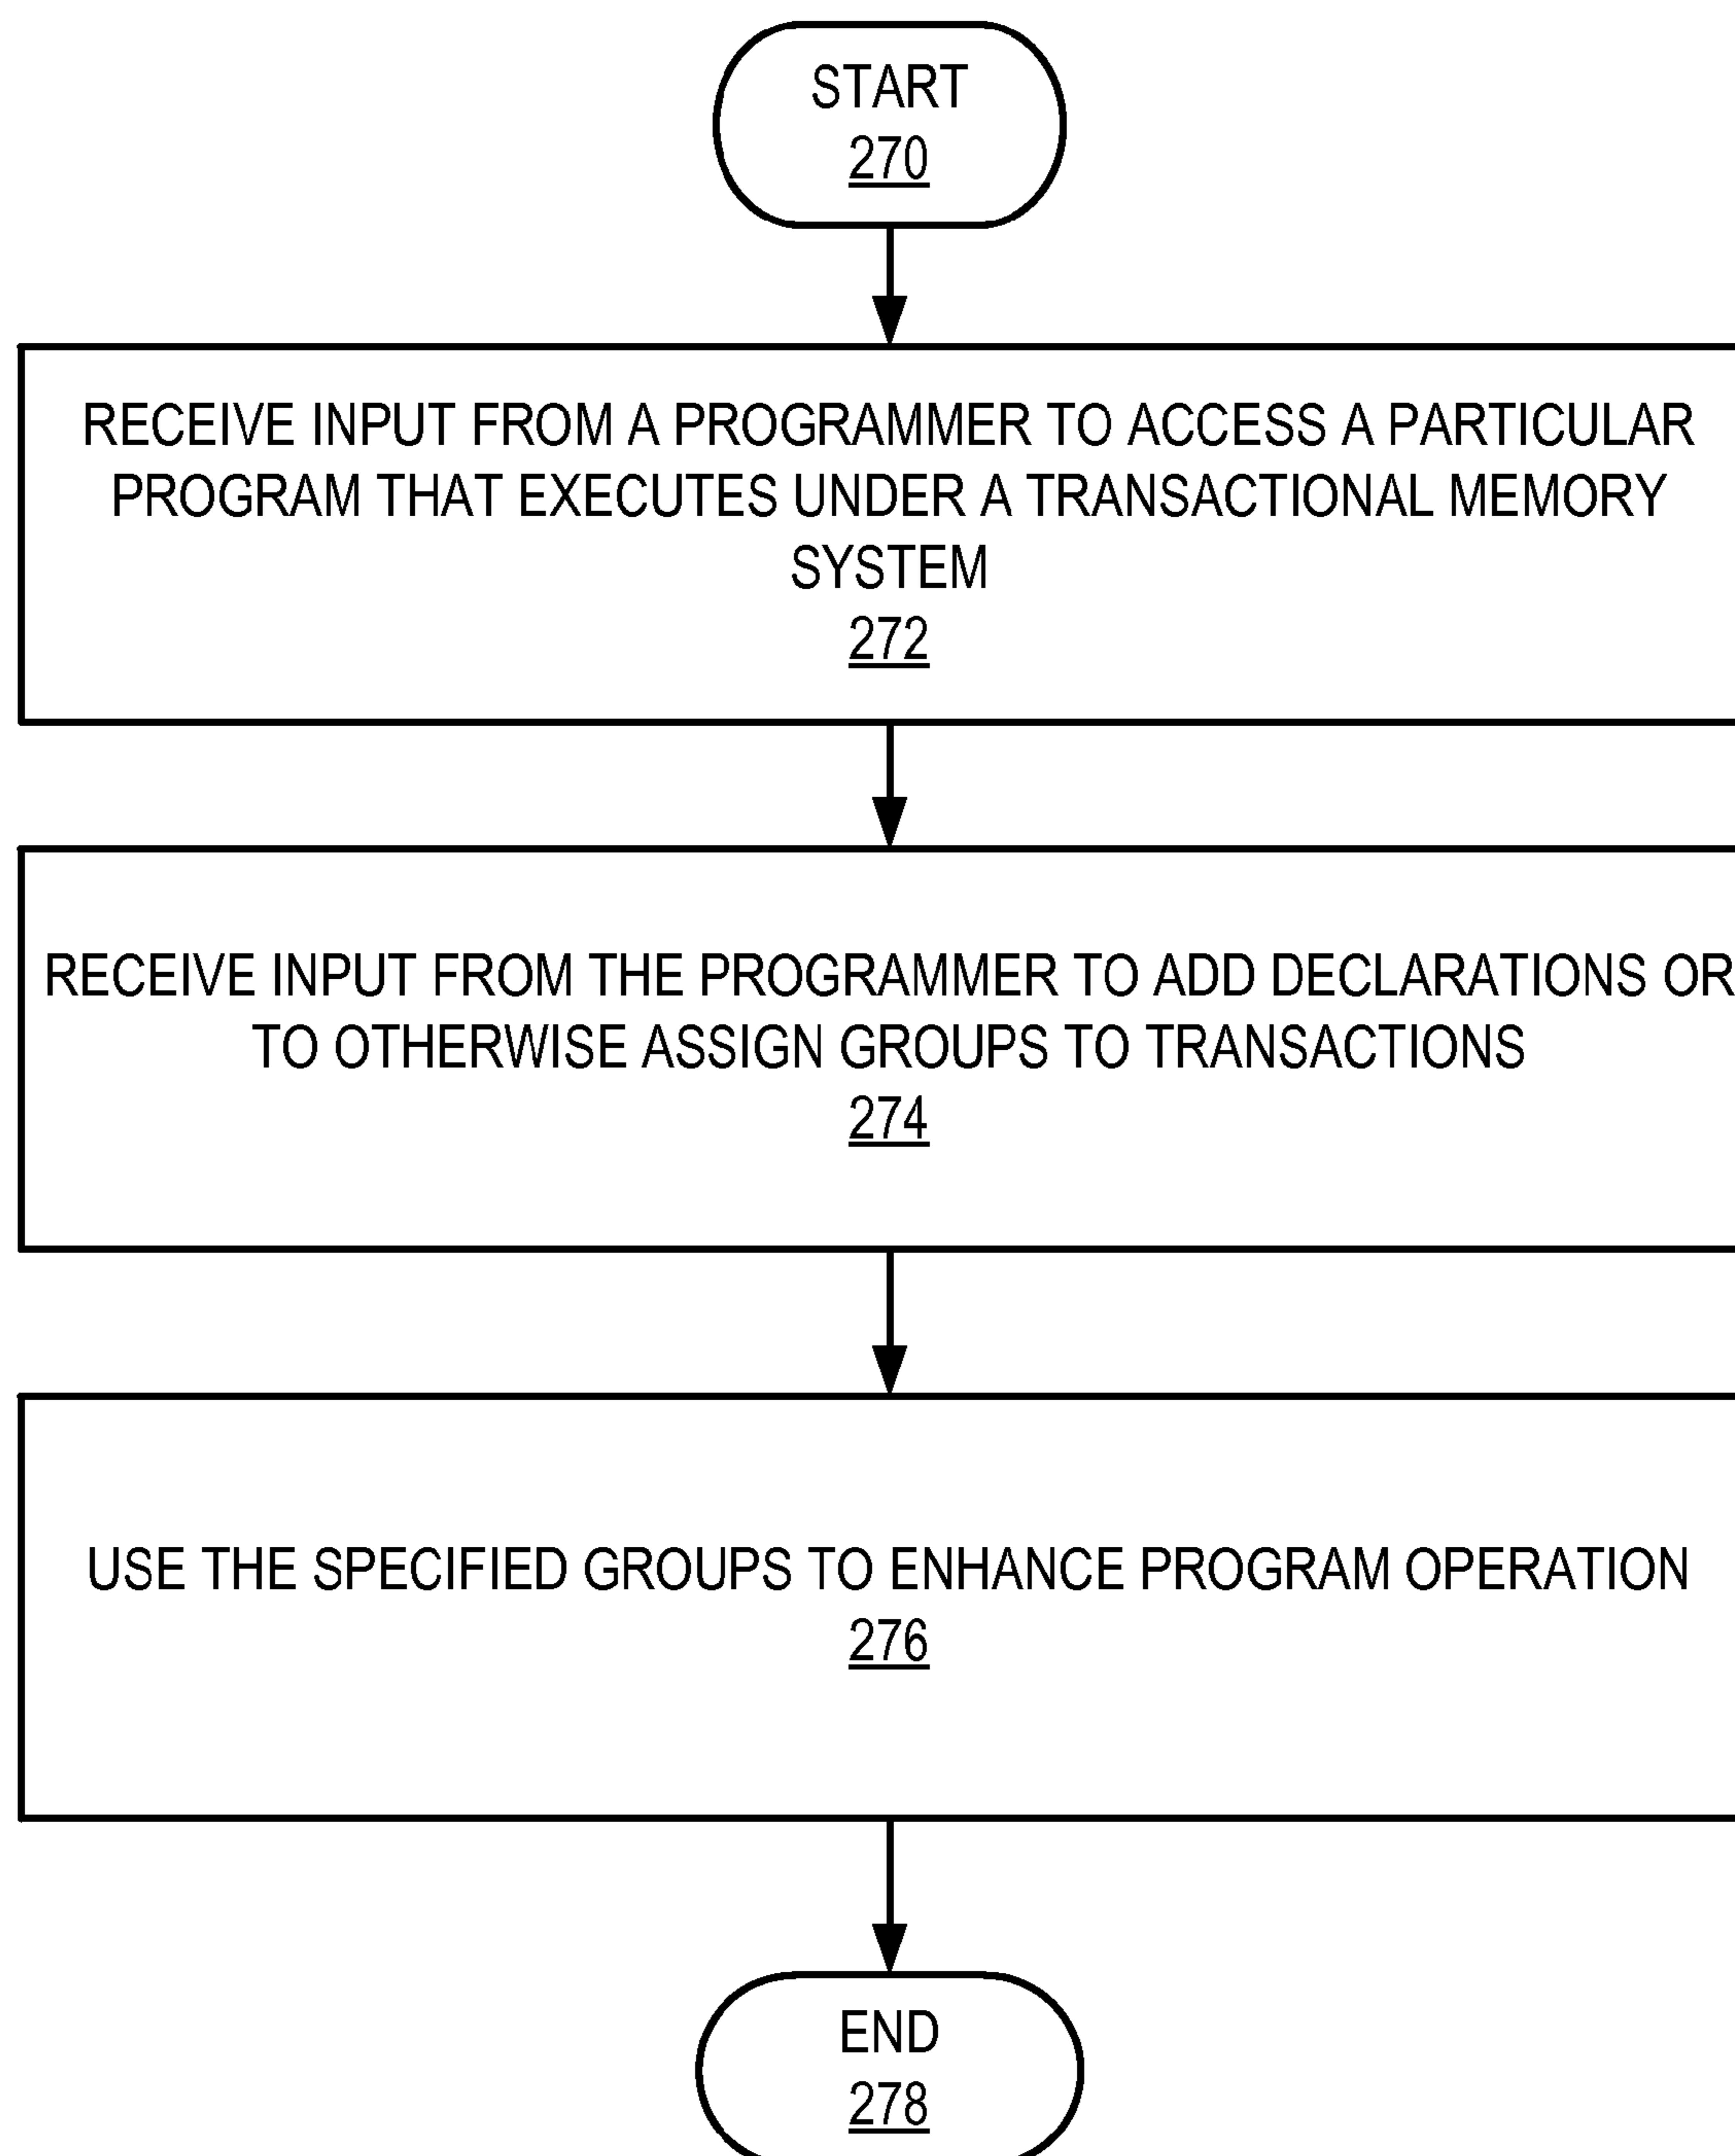 START
270
RECEIVE INPUT FROM A PROGRAMMER TO ACCESS A PARTICULAR
PROGRAM THAT EXECUTES UNDER A TRANSACTIONAL MEMORY
SYSTEM
272
RECEIVE INPUT FROM THE PROGRAMMER TO ADD DECLARATIONS OR
TO OTHERWISE ASSIGN GROUPS TO TRANSACTIONS
274
USE THE SPECIFIED GROUPS TO ENHANCE PROGRAM OPERATION
276
END
278